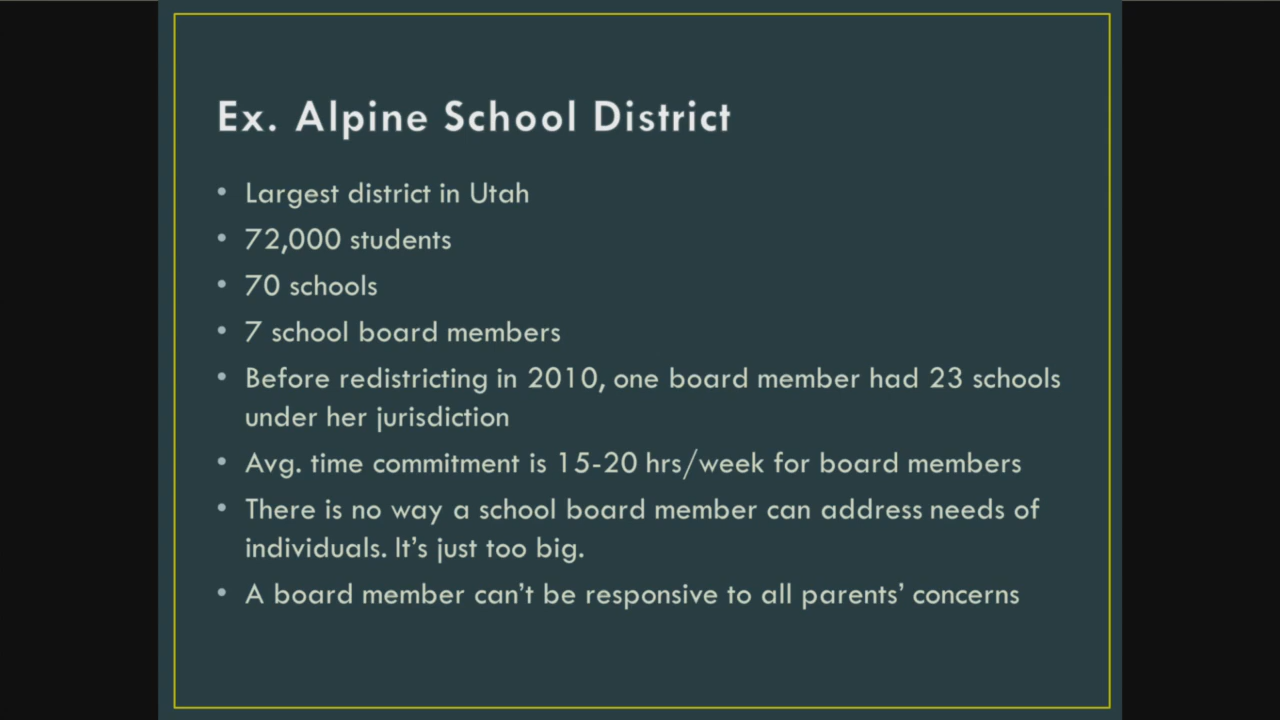 Ex. Alpine School District
• Largest district in Utah
• 72,000 students
• 70 schools
• 7 school board members
• Before redistricting in 2010, one board member had 23 schools
under her jurisdiction
• Avg. time commitment is 15-20 hrs/week for board members
• There is no way a school board member can address needs of
individuals. It’s just too big.
• A board member can’t be responsive to all parents’ concerns